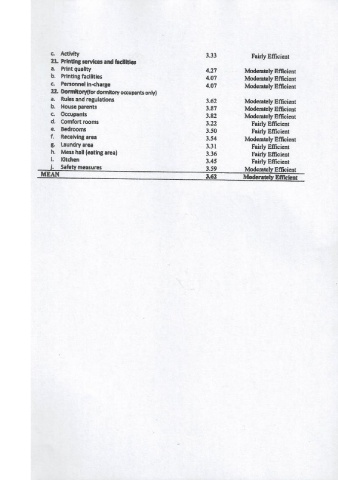 c. Activity 3.33 Fairly Efficient
21. Printing services and facilities
a. Print quality 4.27 Moderately Efficient
b. Printing facilities 4.07 Moderately Efficient
c. Personnel in-charge 4.07 Moderately Efficient
22. Dormitory(for dormitory occupants only)
a. Rules and regulations 3.62 Moderately Efficient
b. House parents 3.87 Moderately Efficient
c. Occupants 3.82 Moderately Efficient
d. Comfort rooms 3.22 Fairly Efficient
e. Bedrooms 3.50 Fairly Efficient
f. Receiving area 3.54 Moderately Efficient
g. Laundry area 3.31 Fairly Efficient
h. Mess hall (eating area) 3.36 Fairly Efficient
i. Kitchen 3.45 Fairly Efficient
j. Safety measures 3.59 Moderately Efficient
MEAN 3.62 Moderately Efficient